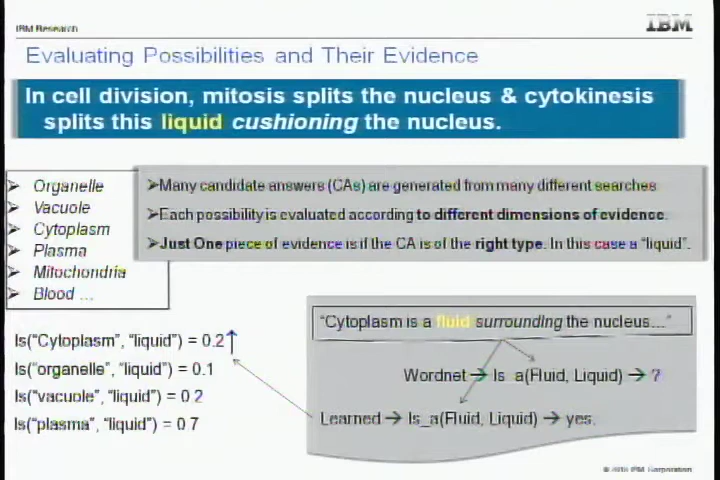 IBM Research
IBM
Evaluating Possibilities and Their Evidence
In cell division, mitosis splits the nucleus & cytokinesis
splits this liquid cushioning the nucleus.
➢ Organelle
➢ Vacuole
➢ Cytoplasm
➢ Plasma
➢ Mitochondria
➢ Blood …
➢Many candidate answers (CAs) are generated from many different searches
➢Each possibility is evaluated according to different dimensions of evidence.
➢Just One piece of evidence is if the CA is of the right type. In this case a "liquid".
Is("Cytoplasm", "liquid") = 0.2↑
Is("organelle", "liquid") = 0.1
Is("vacuole", "liquid") = 0.2
Is("plasma", "liquid") = 0.7
"Cytoplasm is a fluid surrounding the nucleus…"
Wordnet → Is_a(Fluid, Liquid) → ?
Learned → Is_a(Fluid, Liquid) → yes.
IBM Corporation